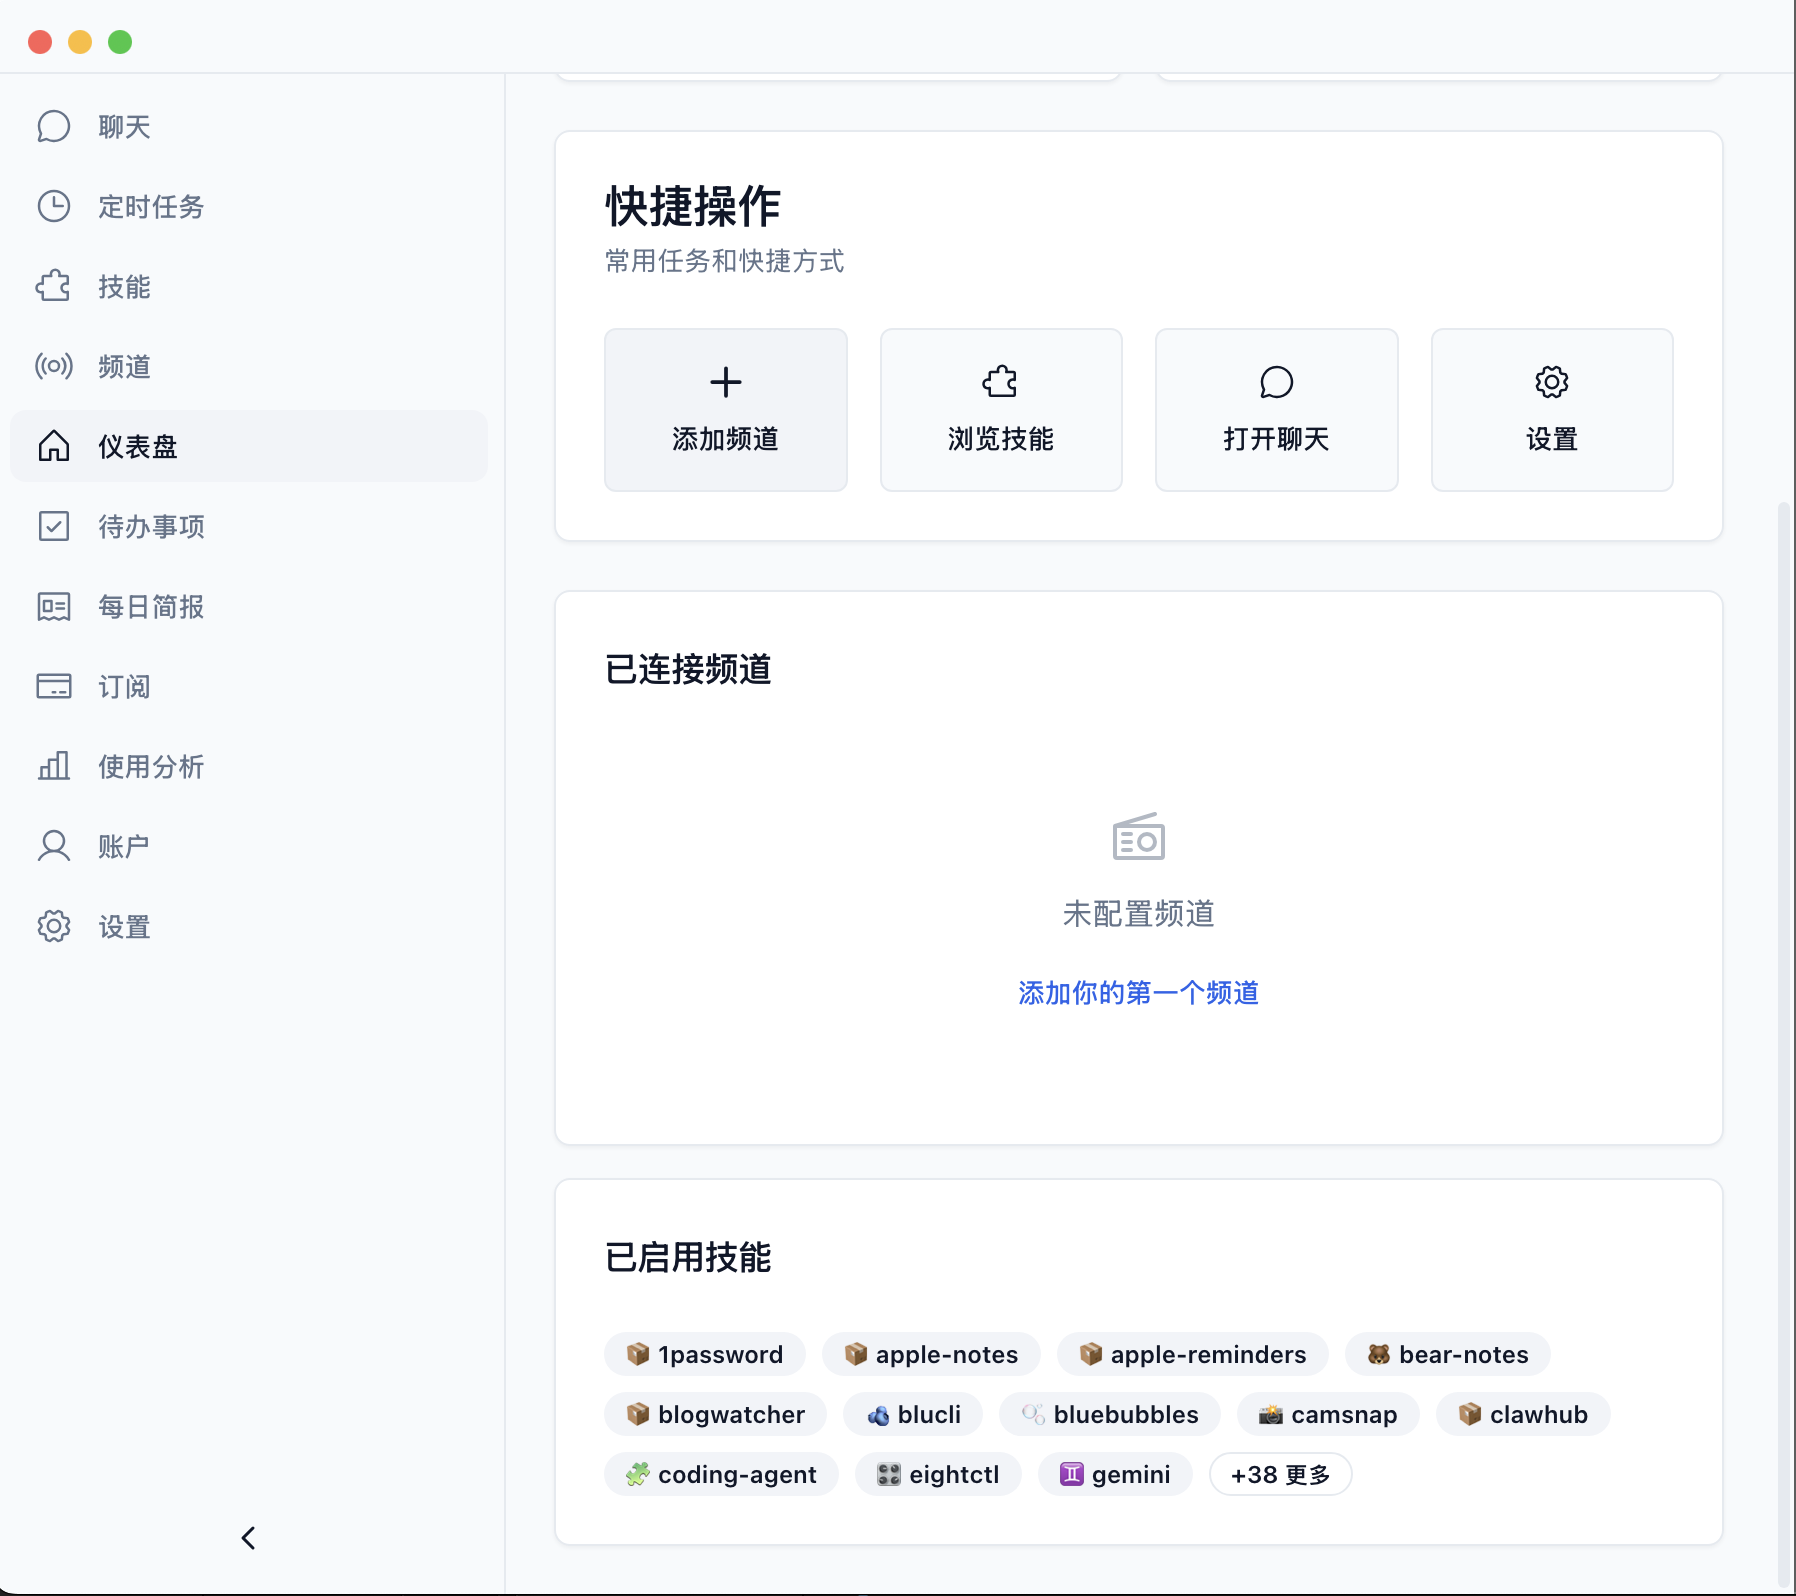 聊天
定时任务
技能
频道
仪表盘
待办事项
每日简报
订阅
使用分析
账户
设置
快捷操作
常用任务和快捷方式
添加频道
浏览技能
打开聊天
设置
已连接频道
未配置频道
添加你的第一个频道
已启用技能
1password apple-notes apple-reminders bear-notes
blogwatcher blucli bluebubbles camsnap clawhub
coding-agent eightctl gemini +38 更多